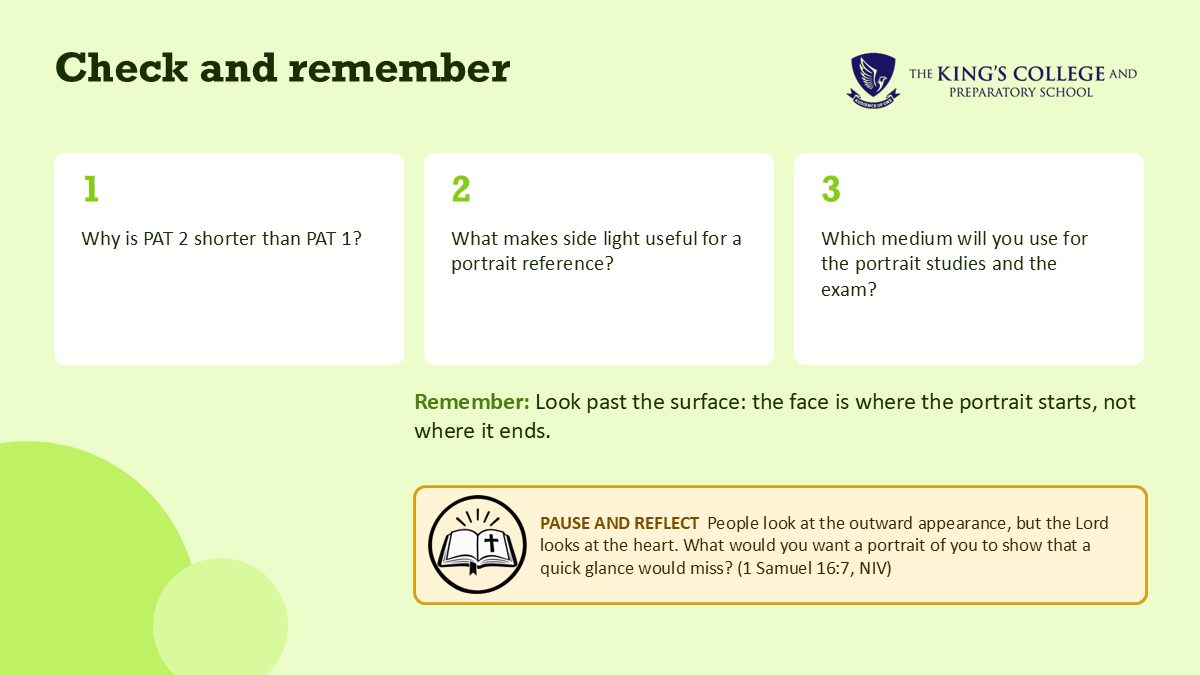 Check and remember
THE KING'S COLLEGE AND
PREPARATORY SCHOOL
AUDIENCE OF ONE
1
Why is PAT 2 shorter than PAT 1?
2
What makes side light useful for a
portrait reference?
3
Which medium will you use for
the portrait studies and the
exam?
Remember: Look past the surface: the face is where the portrait starts, not
where it ends.
PAUSE AND REFLECT People look at the outward appearance, but the Lord
looks at the heart. What would you want a portrait of you to show that a
quick glance would miss? (1 Samuel 16:7, NIV)